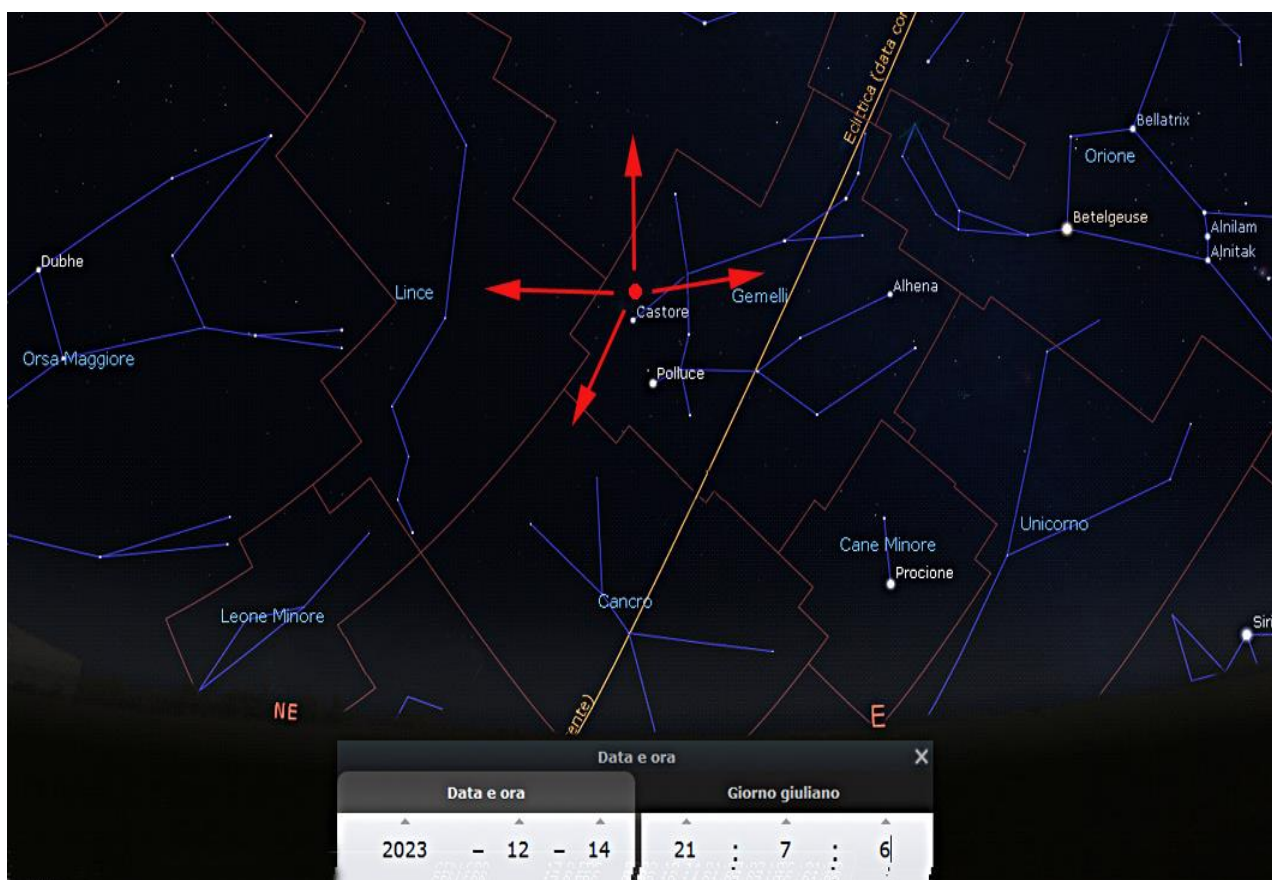 Eclittica (data cor
Bellatrix
Orione
Betelgeuse
Alnilam
Alnitak
Dubhe
Lince
Gemelli
Alhena
Castore
Orsa Maggiore
Polluce
Unicorno
Cane Minore
Procione
Cancro
Leone Minore
Siri
ente)
NE
E
Data e ora
X
Data e ora
Giorno giuliano
2023 - 12 - 14
21 : 7 : 6